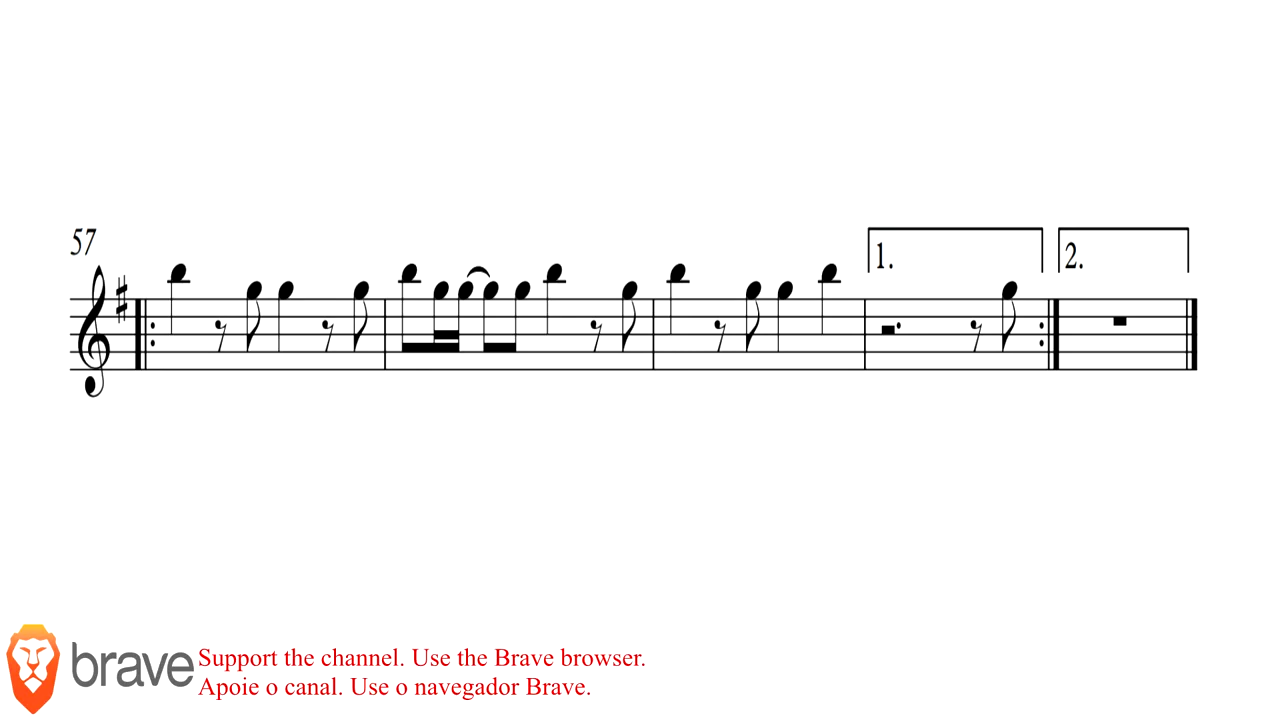 57
1.
2.
brave
Support the channel. Use the Brave browser.
Apoie o canal. Use o navegador Brave.